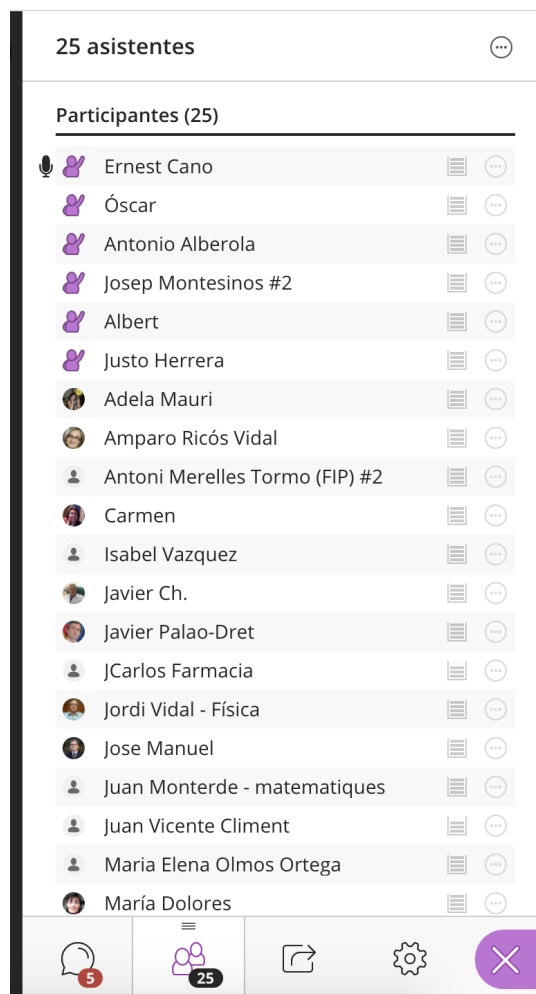 25 asistentes
Participantes (25)
Ernest Cano
Óscar
Antonio Alberola
Josep Montesinos #2
Albert
Justo Herrera
Adela Mauri
Amparo Ricós Vidal
Antoni Merelles Tormo (FIP) #2
Carmen
Isabel Vazquez
Javier Ch.
Javier Palao-Dret
JCarlos Farmacia
Jordi Vidal - Física
Jose Manuel
Juan Monterde - matematiques
Juan Vicente Climent
Maria Elena Olmos Ortega
María Dolores
5
25